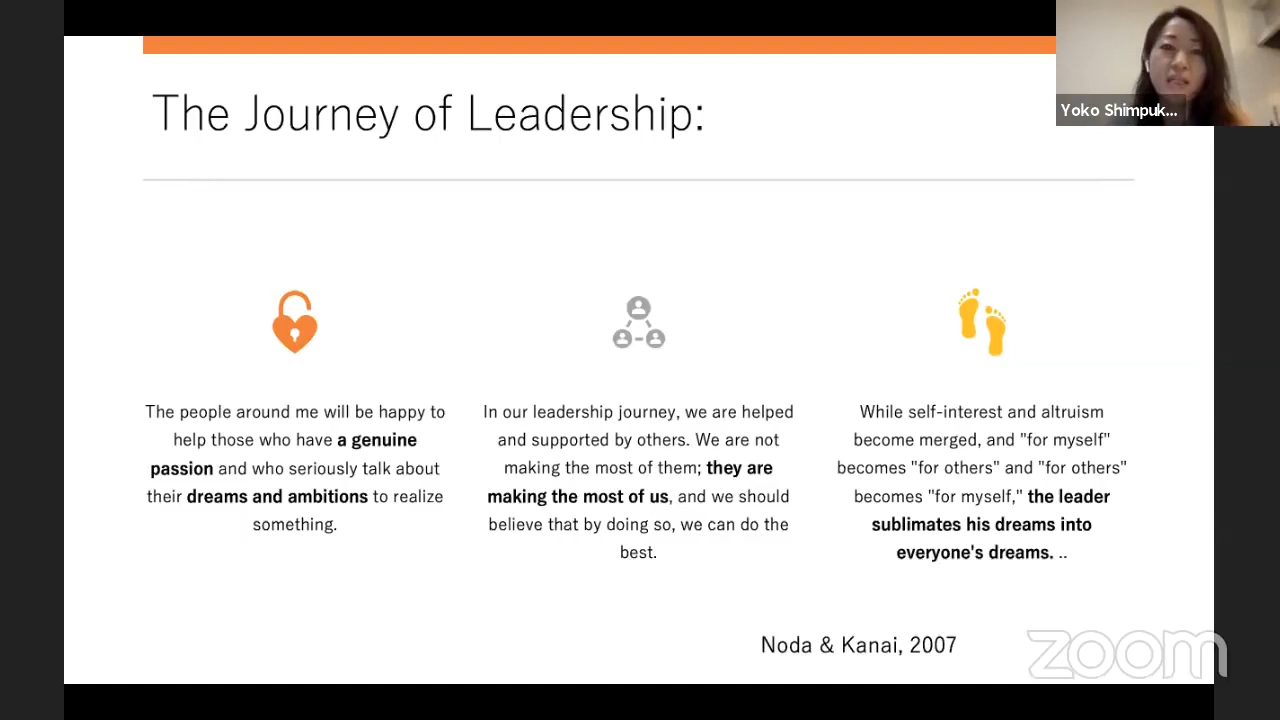 The Journey of Leadership:
Yoko Shimpuk...
The people around me will be happy to
help those who have a genuine
passion and who seriously talk about
their dreams and ambitions to realize
something.
In our leadership journey, we are helped
and supported by others. We are not
making the most of them; they are
making the most of us, and we should
believe that by doing so, we can do the
best.
While self-interest and altruism
become merged, and "for myself"
becomes "for others" and "for others"
becomes "for myself," the leader
sublimates his dreams into
everyone's dreams. ..
Noda & Kanai, 2007
zoom